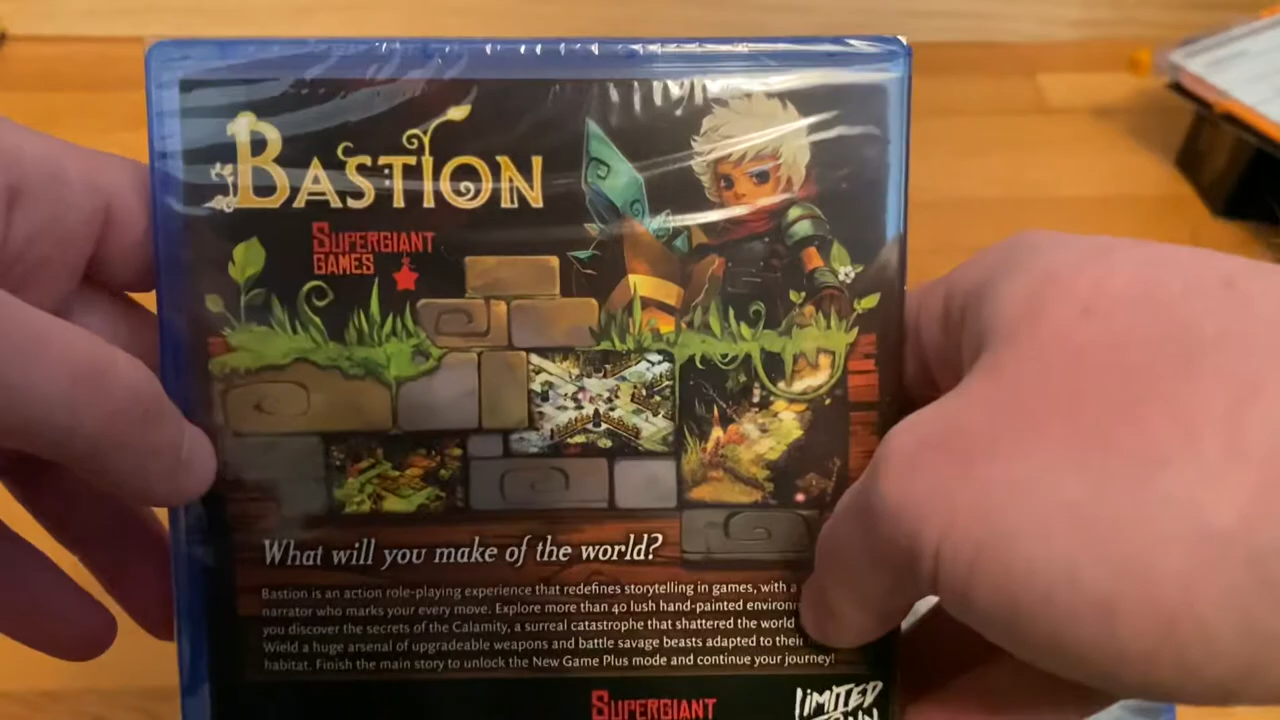 BASTION
SUPERGIANT
GAMES
What will you make of the world?
Bastion is an action role-playing experience that redefines storytelling in games, with a
narrator who marks your every move. Explore more than 40 lush hand-painted
you discover the secrets of the Calamity, a surreal catastrophe that shattered the world
Wield a huge arsenal of upgradeable weapons and battle savage beasts adapted to their
habitat. Finish the main story to unlock the New Game Plus mode and continue your journey!
SUPERGIANT
LIMITED
RUN